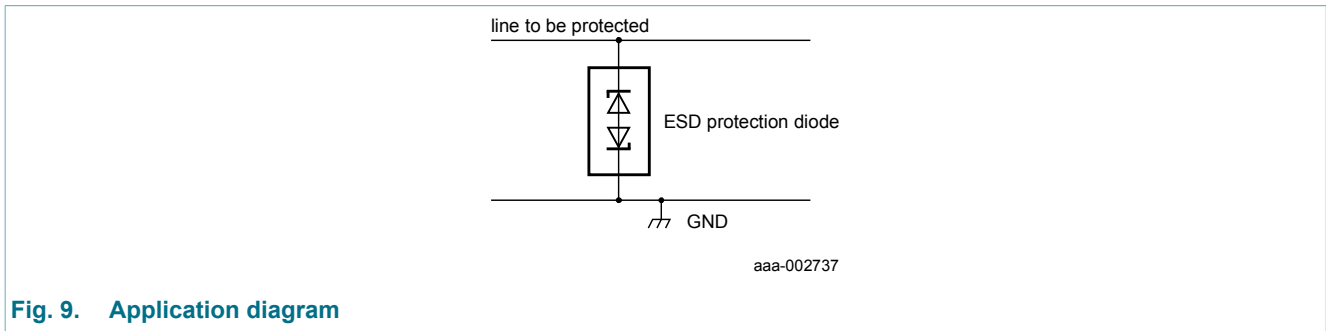 line to be protected
ESD protection diode
GND
aaa-002737
Fig. 9. Application diagram